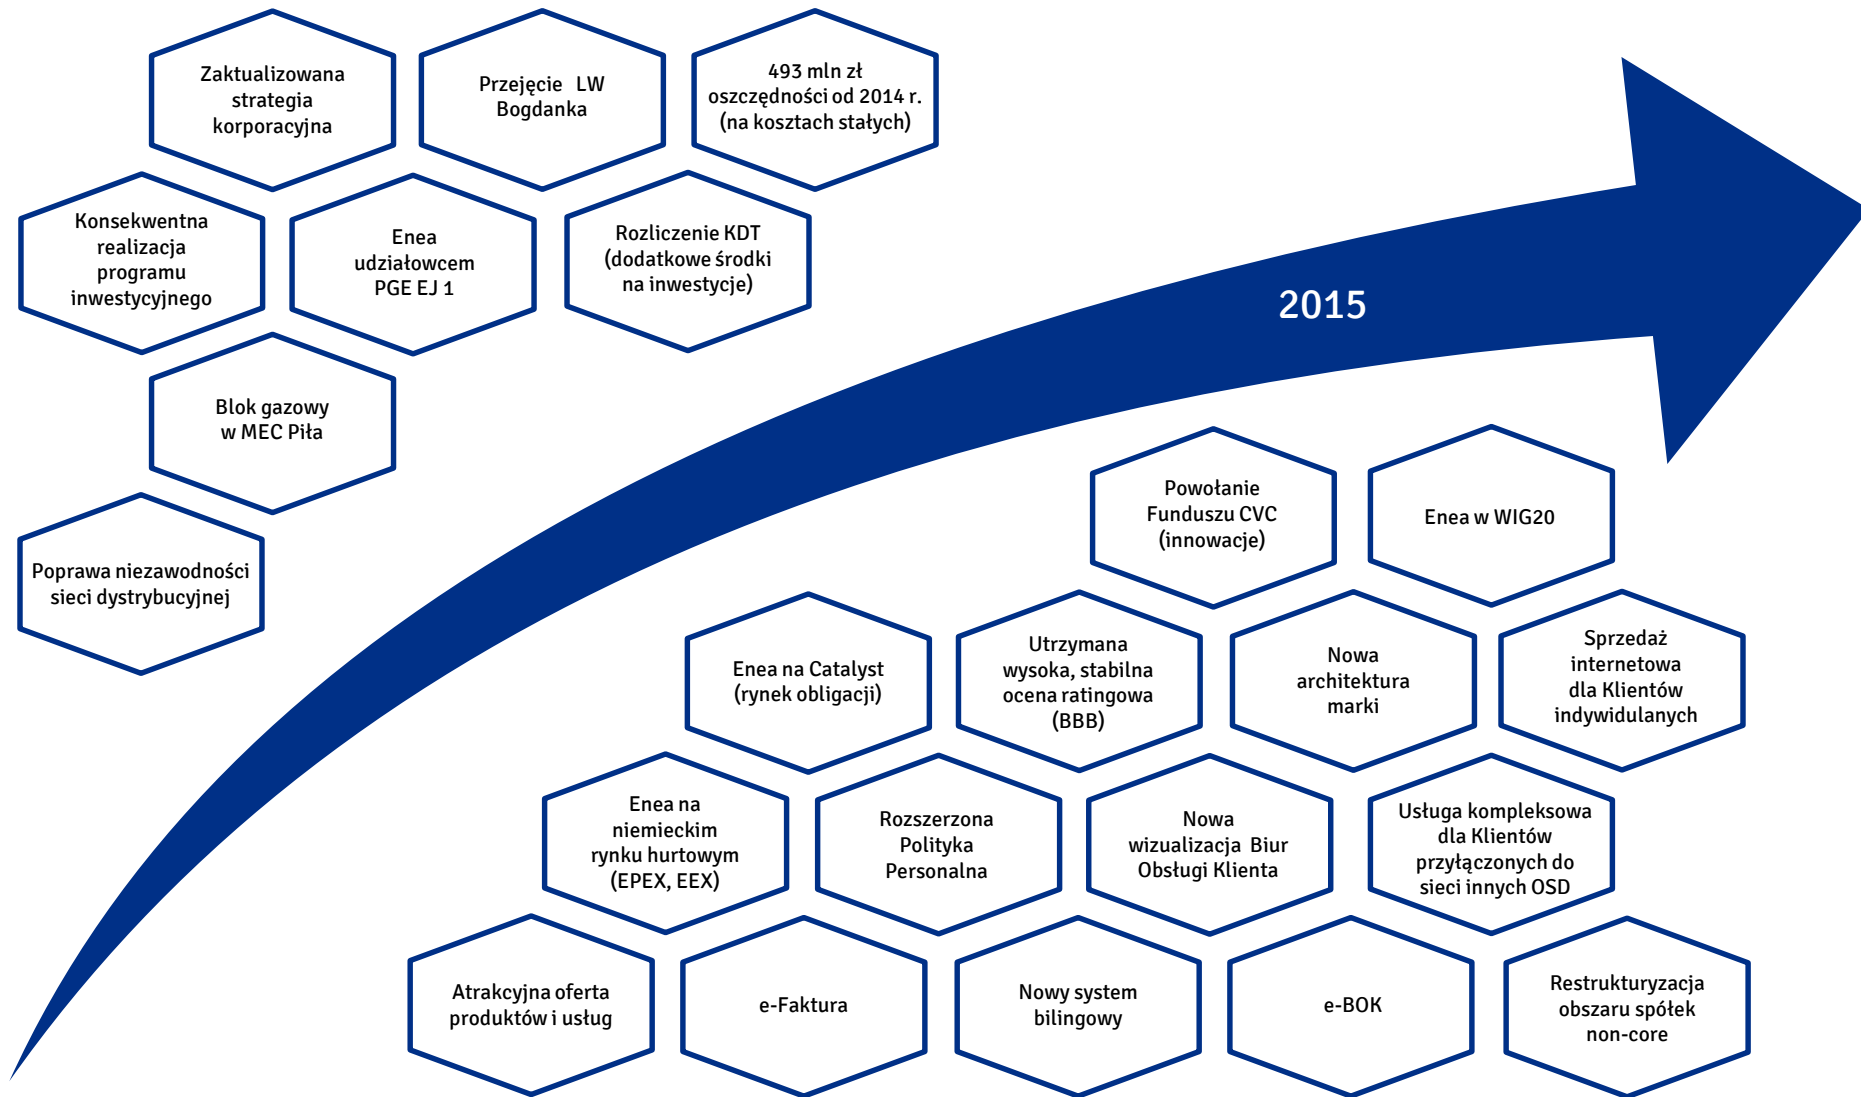 Zaktualizowana
strategia
korporacyjna
Przejęcie LW
Bogdanka
493 mln zł
oszczędności od 2014 r.
(na kosztach stałych)
Konsekwentna
realizacja
programu
inwestycyjnego
Enea
udziałowcem
PGE EJ 1
Rozliczenie KDT
(dodatkowe środki
na inwestycje)
2015
Blok gazowy
w MEC Piła
Poprawa niezawodności
sieci dystrybucyjnej
Powołanie
Funduszu CVC
(innowacje)
Enea w WIG20
Enea na Catalyst
(rynek obligacji)
Utrzymana
wysoka, stabilna
ocena ratingowa
(BBB)
Nowa
architektura
marki
Sprzedaż
internetowa
dla Klientów
indywidulanych
Enea na
niemieckim
rynku hurtowym
(EPEX, EEX)
Rozszerzona
Polityka
Personalna
Nowa
wizualizacja Biur
Obsługi Klienta
Usługa kompleksowa
dla Klientów
przyłączonych do
sieci innych OSD
Atrakcyjna oferta
produktów i usług
e-Faktura
Nowy system
bilingowy
e-BOK
Restrukturyzacja
obszaru spółek
non-core